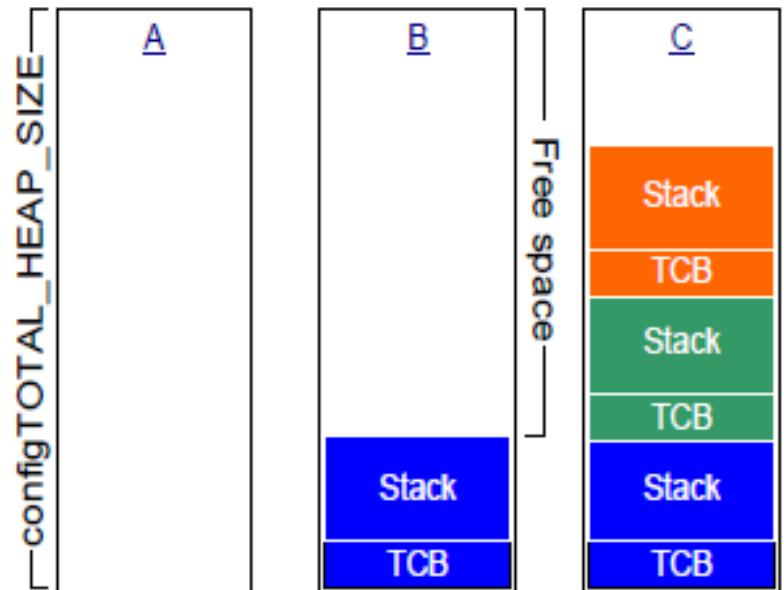 configTOTAL_HEAP_SIZE
A
B
Free space
Stack
TCB
C
Stack
TCB
Stack
TCB
Stack
TCB